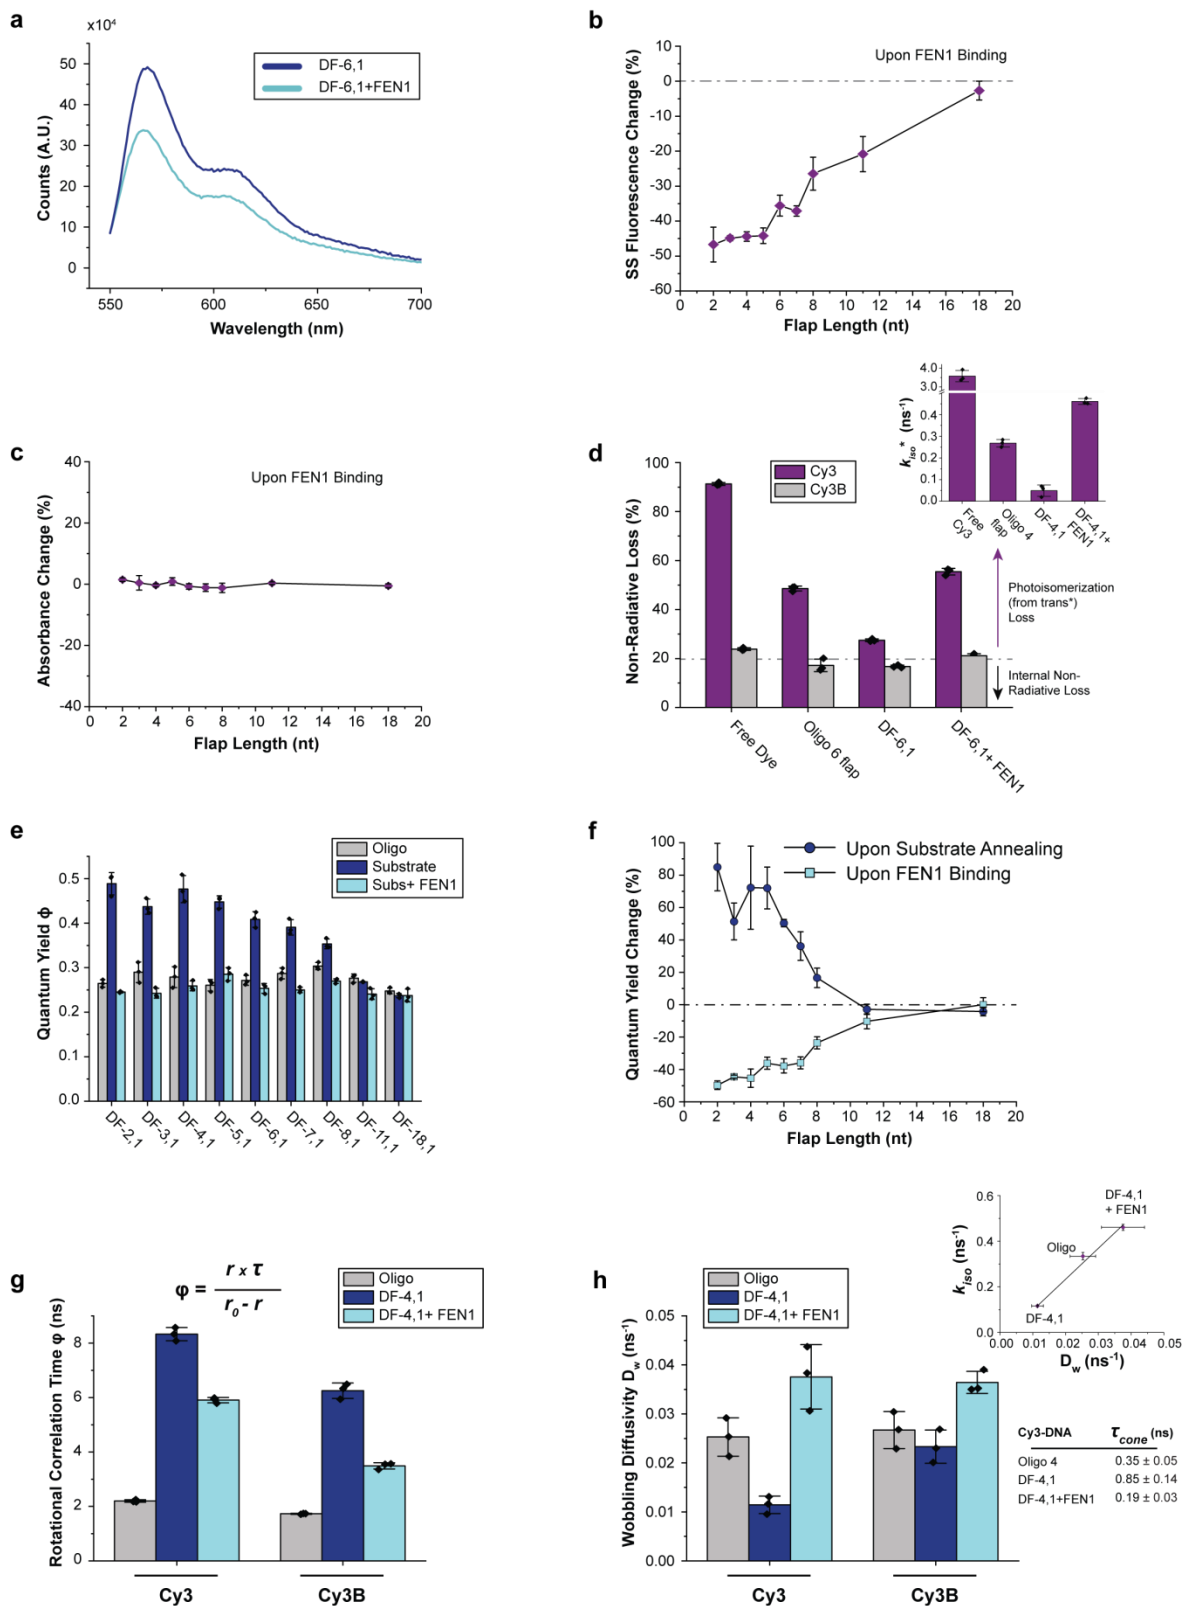 a
x10⁴
50
40
30
20
10
0
Counts (A.U.)
550
600
650
700
Wavelength (nm)
DF-6,1
DF-6,1+FEN1
b
Upon FEN1 Binding
10
0
-10
-20
-30
-40
-50
-60
SS Fluorescence Change (%)
0 2 4 6 8 10 12 14 16 18 20
Flap Length (nt)
c
Upon FEN1 Binding
40
20
0
-20
-40
Absorbance Change (%)
0 2 4 6 8 10 12 14 16 18 20
Flap Length (nt)
d
Cy3
Cy3B
100
80
60
40
20
0
Non-Radiative Loss (%)
Free Dye
Oligo 6 flap
DF-6,1
DF-6,1+ FEN1
Photoisomerization
(from trans*)
Loss
Internal Non-
Radiative Loss
4.0
3.0
0.4
0.3
0.2
0.1
0.0
k_iso* (ns⁻¹)
Free
Cy3
Oligo 4
flap
DF-4,1
DF-4,1+
FEN1
e
Oligo
Substrate
Subs+ FEN1
0.5
0.4
0.3
0.2
0.1
0.0
Quantum Yield ϕ
DF-2,1
DF-3,1
DF-4,1
DF-5,1
DF-6,1
DF-7,1
DF-8,1
DF-11,1
DF-18,1
f
Upon Substrate Annealing
Upon FEN1 Binding
100
80
60
40
20
0
-20
-40
-60
Quantum Yield Change (%)
0 2 4 6 8 10 12 14 16 18 20
Flap Length (nt)
g
φ = r x τ / r₀ - r
Oligo
DF-4,1
DF-4,1+ FEN1
8
6
4
2
0
Rotational Correlation Time φ (ns)
Cy3
Cy3B
h
Oligo
DF-4,1
DF-4,1+ FEN1
0.05
0.04
0.03
0.02
0.01
0.00
Wobbling Diffusivity D_w (ns⁻¹)
Cy3
Cy3B
0.6
0.4
0.2
0.0
k_iso (ns⁻¹)
DF-4,1
+ FEN1
Oligo
DF-4,1
0.00 0.01 0.02 0.03 0.04 0.05
D_w (ns⁻¹)
Cy3-DNA τ_cone (ns)
Oligo 4 0.35 ± 0.05
DF-4,1 0.85 ± 0.14
DF-4,1+FEN1 0.19 ± 0.03